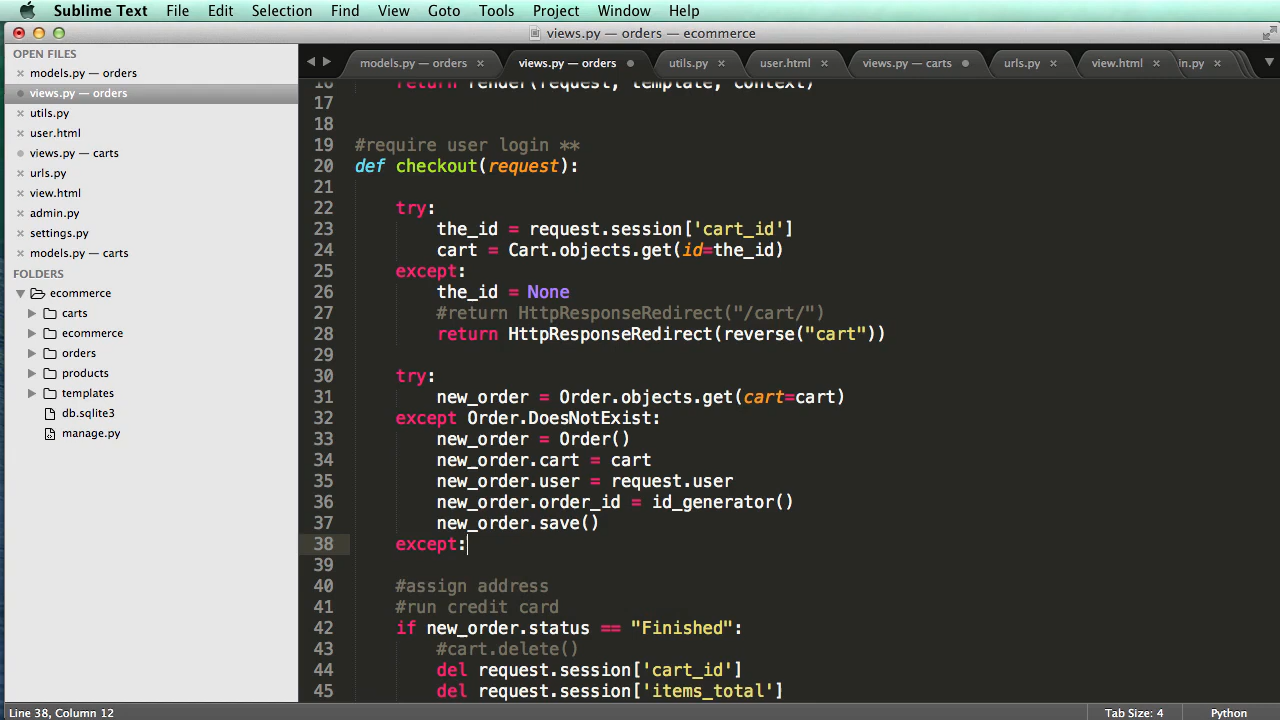 Sublime Text File Edit Selection Find View Goto Tools Project Window Help
views.py — orders — ecommerce
OPEN FILES
models.py — orders
views.py — orders
utils.py
user.html
views.py — carts
urls.py
view.html
admin.py
settings.py
models.py — carts
FOLDERS
ecommerce
carts
ecommerce
orders
products
templates
db.sqlite3
manage.py
models.py — orders views.py — orders utils.py user.html views.py — carts urls.py view.html in.py
16 return render(request, template, context)
17
18
19 #require user login **
20 def checkout(request):
21
22 try:
23 the_id = request.session['cart_id']
24 cart = Cart.objects.get(id=the_id)
25 except:
26 the_id = None
27 #return HttpResponseRedirect("/cart/")
28 return HttpResponseRedirect(reverse("cart"))
29
30 try:
31 new_order = Order.objects.get(cart=cart)
32 except Order.DoesNotExist:
33 new_order = Order()
34 new_order.cart = cart
35 new_order.user = request.user
36 new_order.order_id = id_generator()
37 new_order.save()
38 except:
39
40 #assign address
41 #run credit card
42 if new_order.status == "Finished":
43 #cart.delete()
44 del request.session['cart_id']
45 del request.session['items_total']
Line 38, Column 12 Tab Size: 4 Python